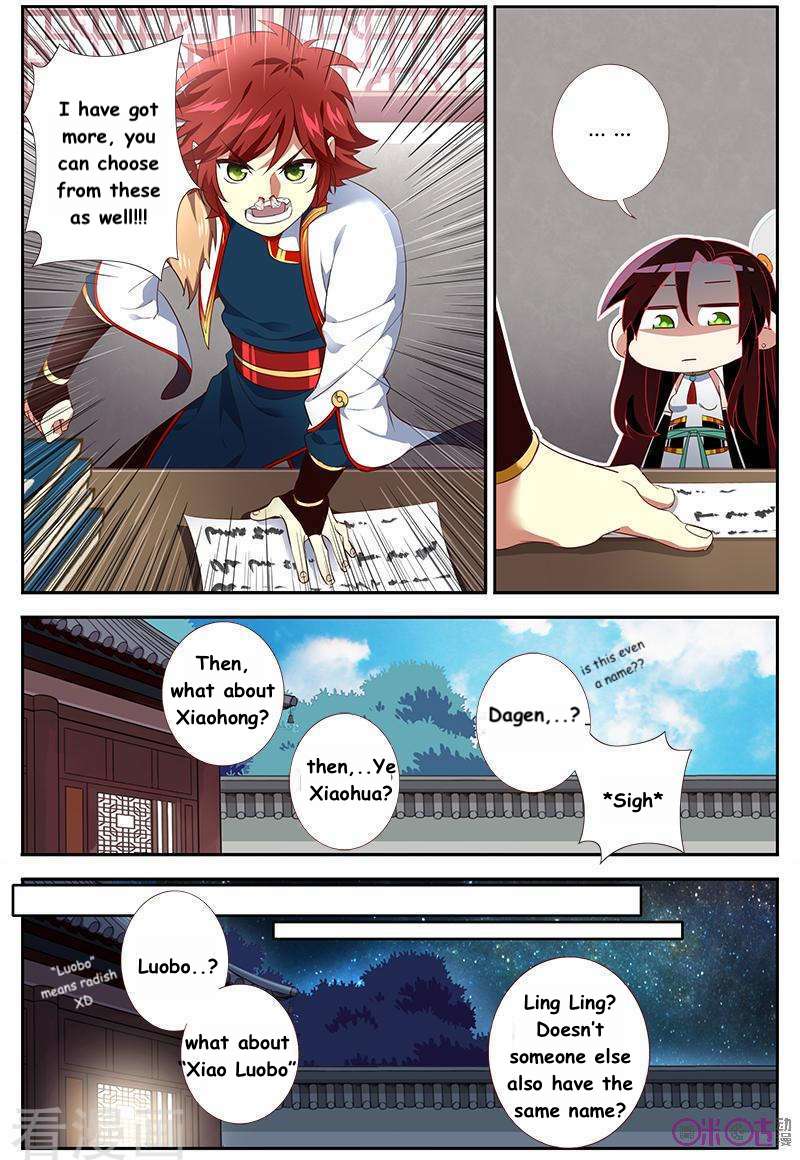 I have got
more, you
can choose
from these
as well!!!
... ...
Then,
what about
Xiaohong?
then,..Ye
Xiaohua?
is this even
a name??
Dagen,..?
*Sigh*
"Luobo"
means radish
XD
Luobo..?
what about
"Xiao Luobo"
Ling Ling?
Doesn't
someone else
also have the
same name?
看漫画
咪咕